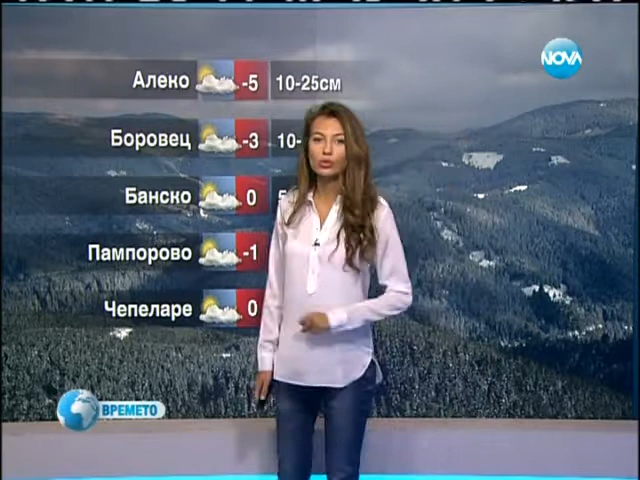 NOVA
Алеко -5 10-25см
Боровец -3 10-
Банско 0
Пампорово -1
Чепеларе 0
ВРЕМЕТО